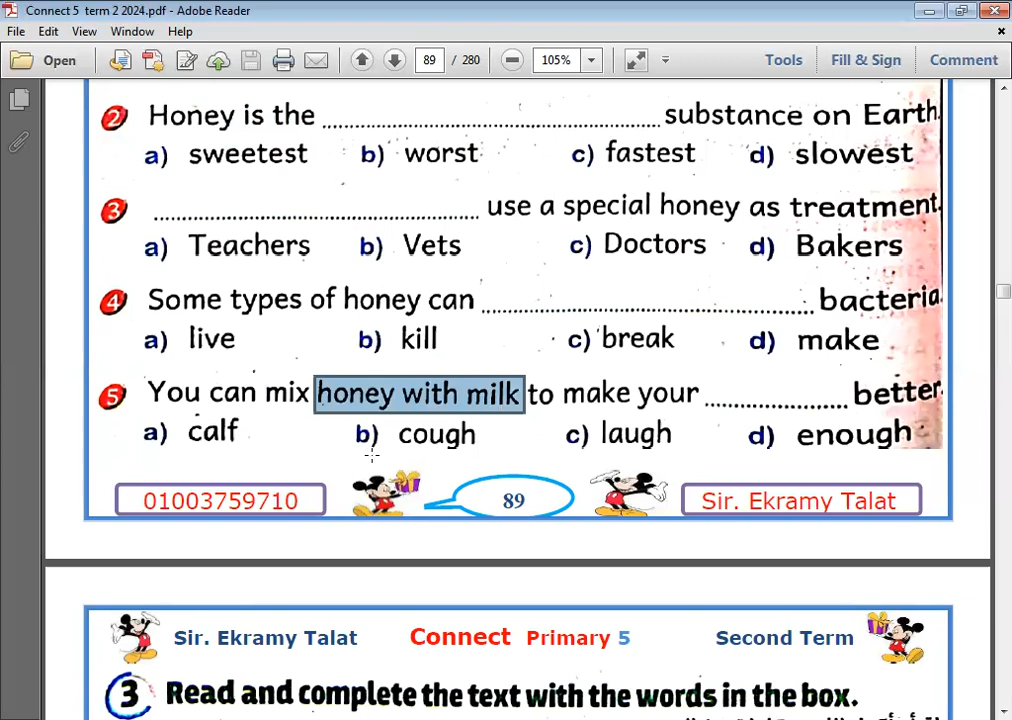 Connect 5 term 2 2024.pdf - Adobe Reader
File Edit View Window Help
Open 89 / 280 105% Tools Fill & Sign Comment
2 Honey is the ........................ substance on Earth.
a) sweetest b) worst c) fastest d) slowest
3 ........................ use a special honey as treatment.
a) Teachers b) Vets c) Doctors d) Bakers
4 Some types of honey can ........................ bacteria.
a) live b) kill c) break d) make
5 You can mix honey with milk to make your ........................ better.
a) calf b) cough c) laugh d) enough
01003759710 89 Sir. Ekramy Talat
Sir. Ekramy Talat Connect Primary 5 Second Term
3 Read and complete the text with the words in the box.